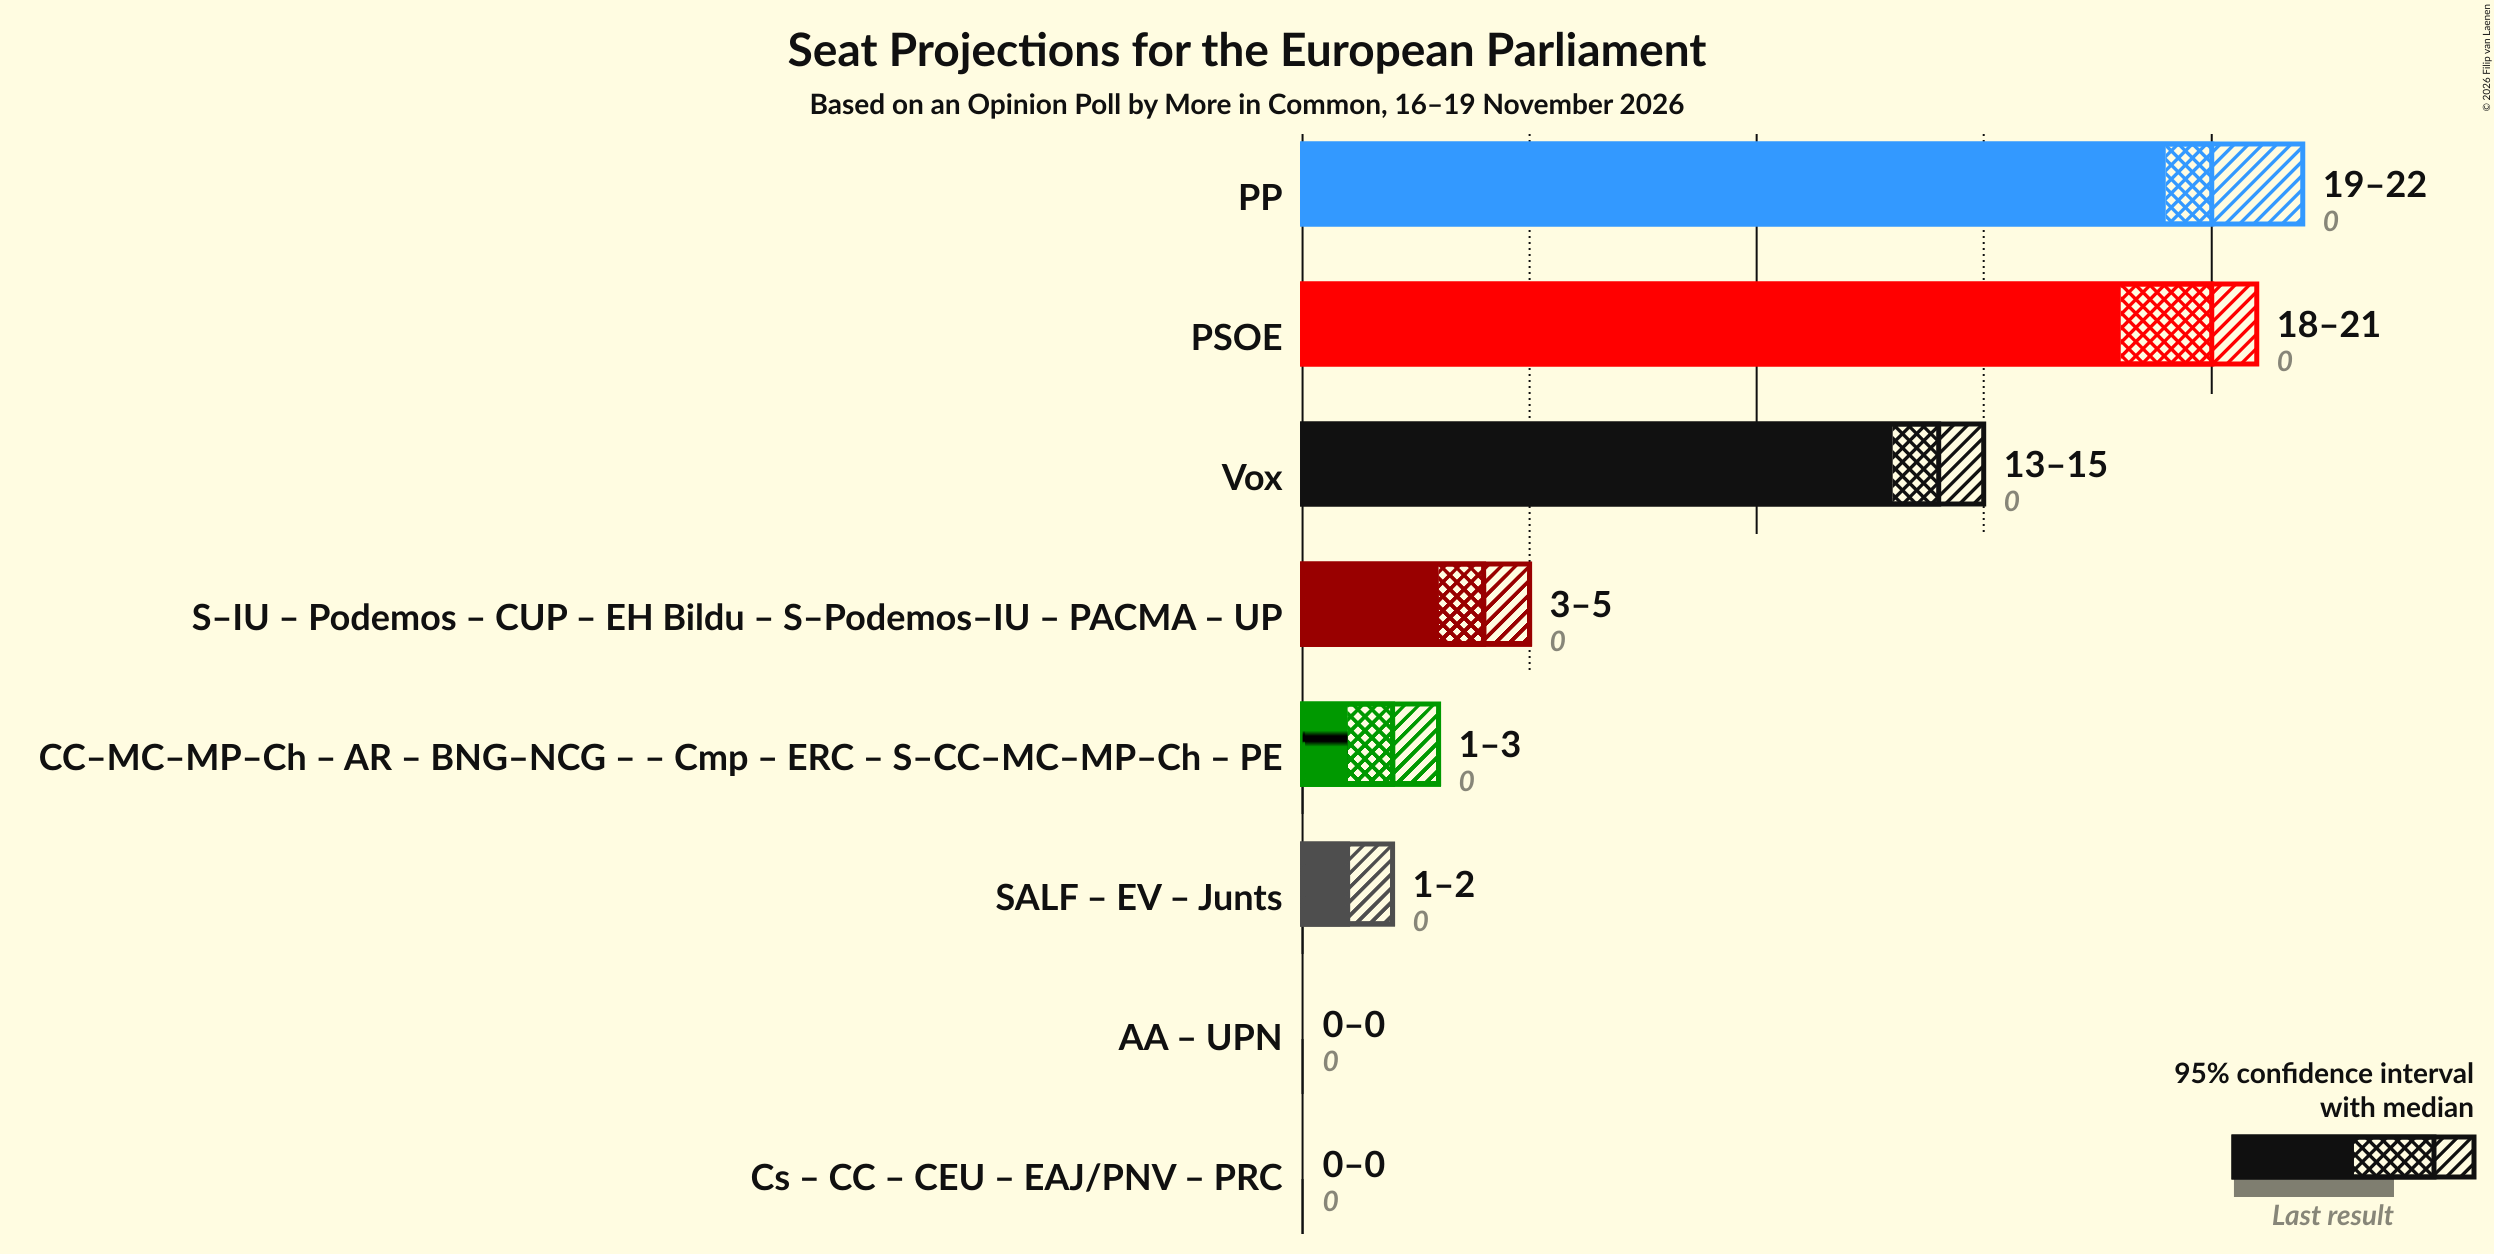 Seat Projections for the European Parliament
Based on an Opinion Poll by More in Common, 16–19 November 2026
© 2026 Filip van Laenen
PP
19–22
0
PSOE
18–21
0
Vox
13–15
0
S–IU – Podemos – CUP – EH Bildu – S–Podemos–IU – PACMA – UP
3–5
0
CC–MC–MP–Ch – AR – BNG–NCG – – Cmp – ERC – S–CC–MC–MP–Ch – PE
1–3
0
SALF – EV – Junts
1–2
0
AA – UPN
0–0
0
Cs – CC – CEU – EAJ/PNV – PRC
0–0
0
95% confidence interval
with median
Last result